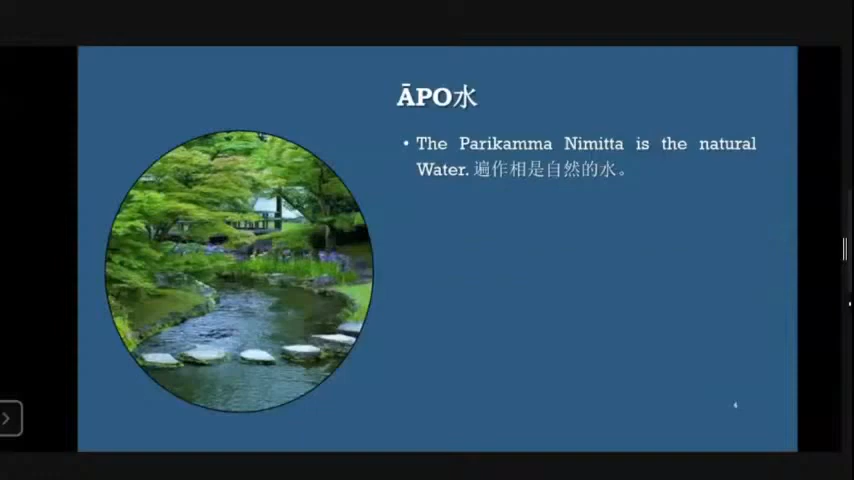 ĀPO水
• The Parikamma Nimitta is the natural
Water. 遍作相是自然的水。
4